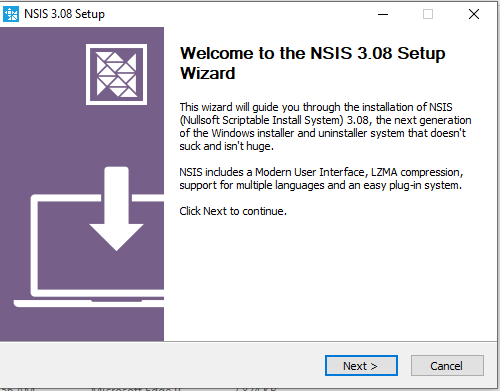 NSIS 3.08 Setup
Welcome to the NSIS 3.08 Setup
Wizard
This wizard will guide you through the installation of NSIS
(Nullsoft Scriptable Install System) 3.08, the next generation
of the Windows installer and uninstaller system that doesn't
suck and isn't huge.
NSIS includes a Modern User Interface, LZMA compression,
support for multiple languages and an easy plug-in system.
Click Next to continue.
Next >
Cancel